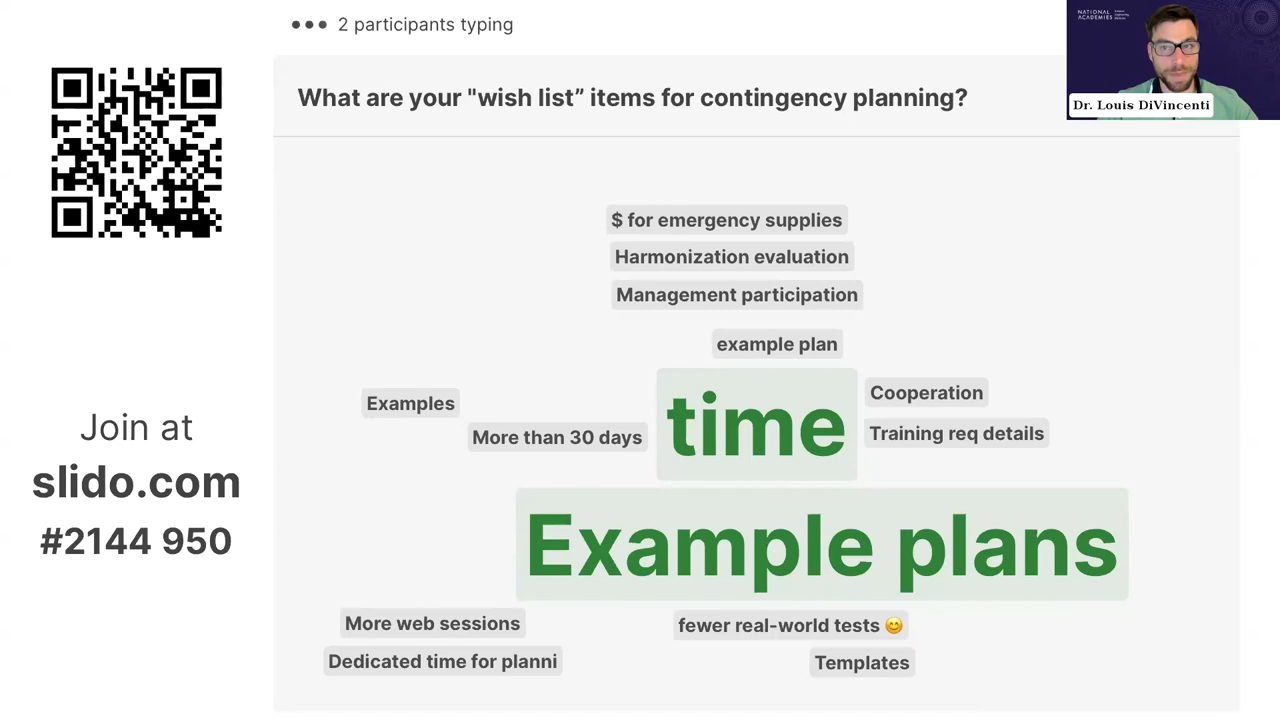 2 participants typing
NATIONAL
ACADEMIES
What are your "wish list” items for contingency planning?
Dr. Louis DiVincenti
$ for emergency supplies
Harmonization evaluation
Management participation
example plan
time
Cooperation
Examples
More than 30 days
Training req details
Join at
slido.com
#2144 950
Example plans
More web sessions
fewer real-world tests 😊
Dedicated time for planni
Templates